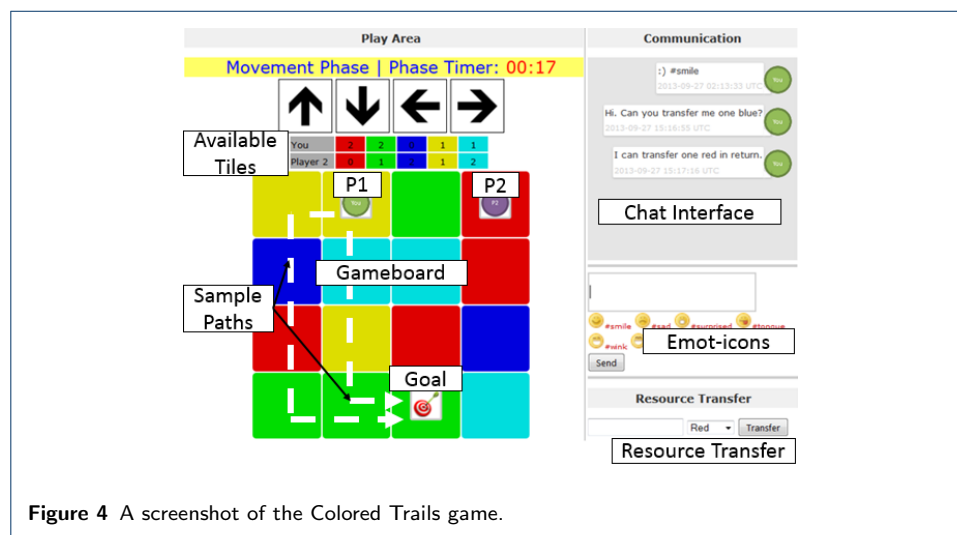 Play Area
Movement Phase | Phase Timer: 00:17
Available Tiles
You 2 2 0 1 1
Player 2 0 1 2 1 2
P1
P2
You
P2
Gameboard
Sample Paths
Goal
Communication
:) #smile
2013-09-27 02:13:33 UTC
You
Hi. Can you transfer me one blue?
2013-09-27 15:16:55 UTC
You
I can transfer one red in return.
2013-09-27 15:17:16 UTC
You
Chat Interface
#smile #sad #surprised #tongue
#wink
Emot-icons
Send
Resource Transfer
Red Transfer
Resource Transfer
Figure 4 A screenshot of the Colored Trails game.